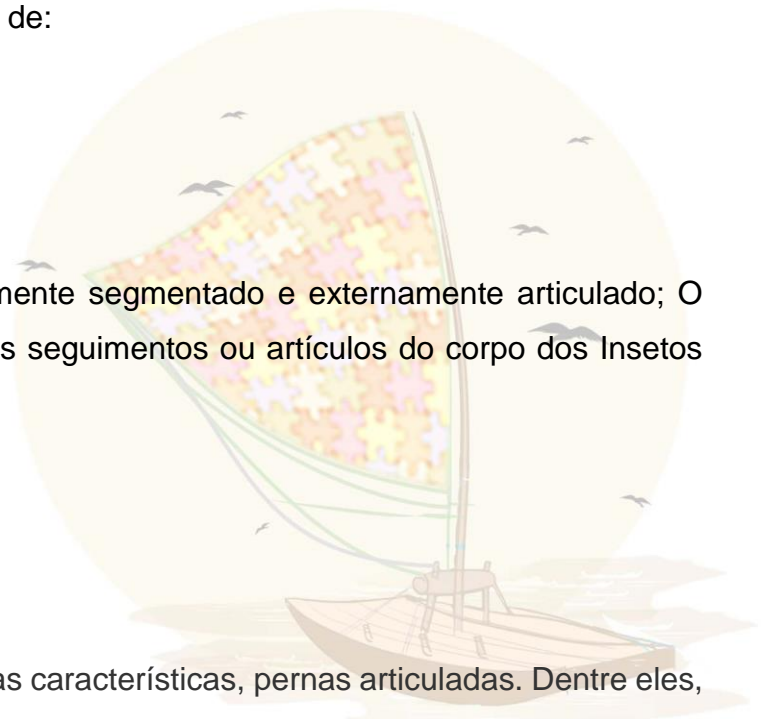 de:
mente segmentado e externamente articulado; O
s seguimentos ou artículos do corpo dos Insetos
as características, pernas articuladas. Dentre eles,